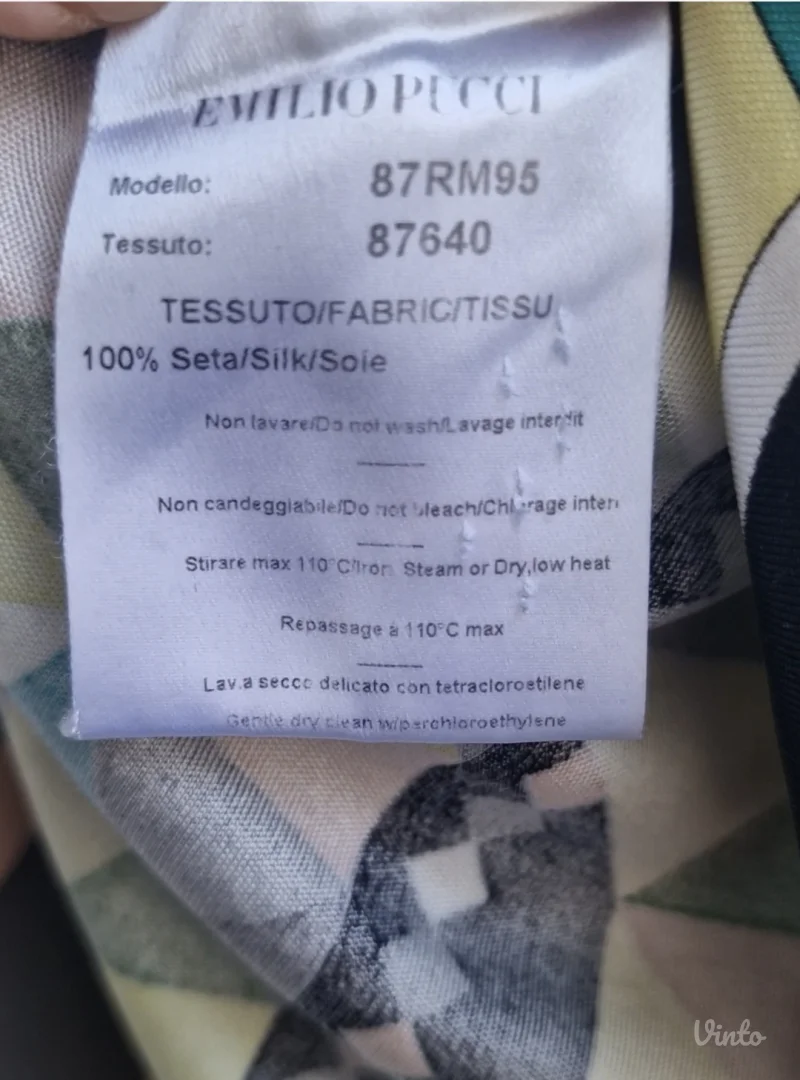 EMILIO PUCCI
Modello: 87RM95
Tessuto: 87640
TESSUTO/FABRIC/TISSU
100% Seta/Silk/Soie
Non lavare/Do not wash/Lavage interdit
Non candeggiabile/Do not bleach/Chlorage inter
Stirare max 110°C/Iron Steam or Dry,low heat
Repassage à 110°C max
Lav.a secco delicato con tetracloroetilene
Gentle dry clean w/perchloroethylene
Vinto